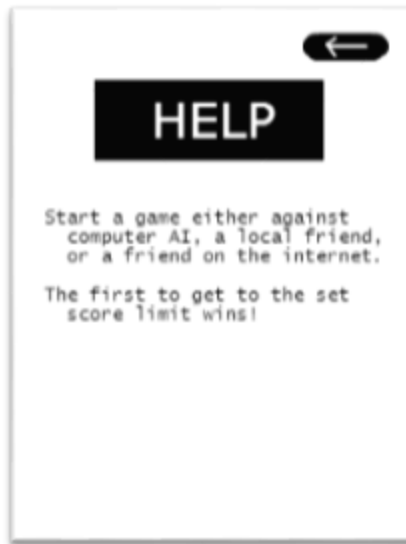 HELP
Start a game either against
computer AI, a local friend,
or a friend on the internet.
The first to get to the set
score limit wins!